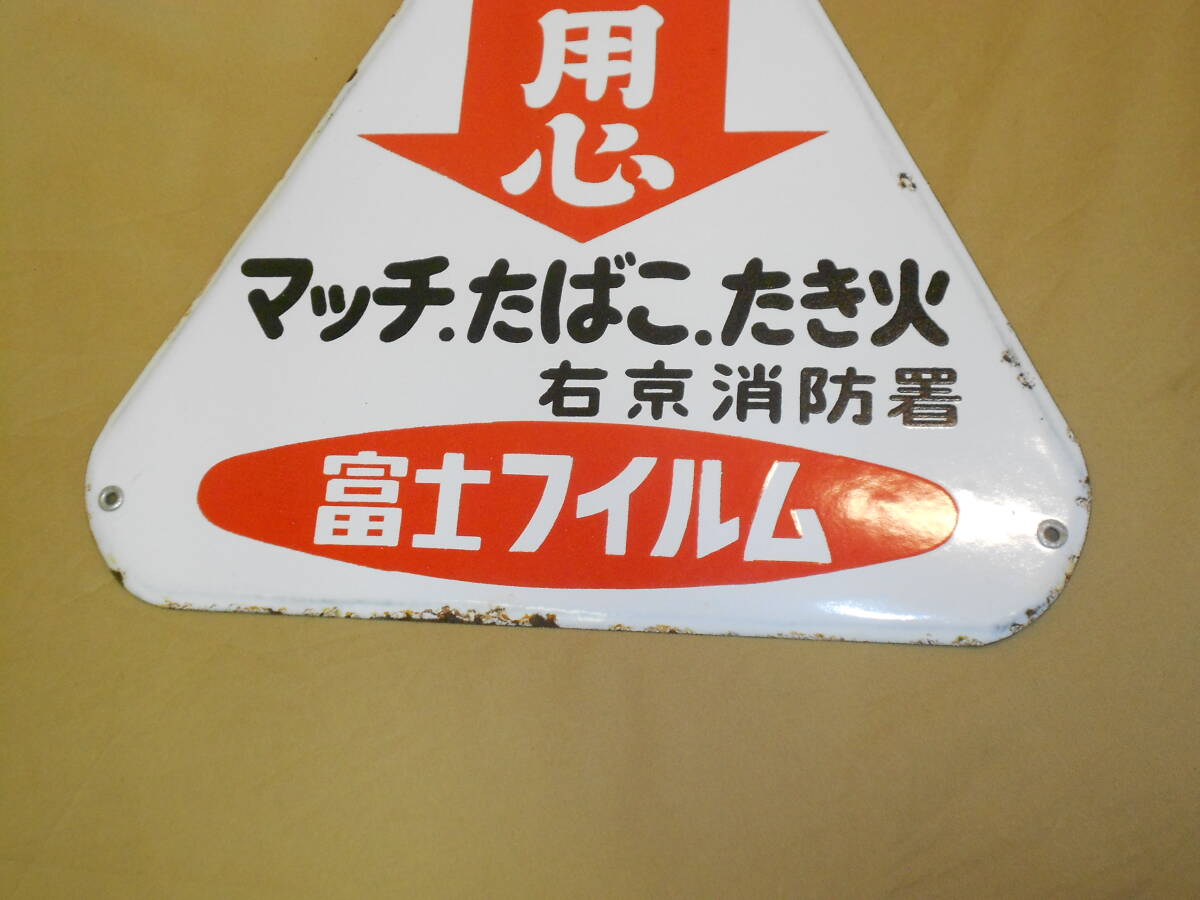 用心
マッチ.たばこ.たき火
右京消防署
富士フイルム